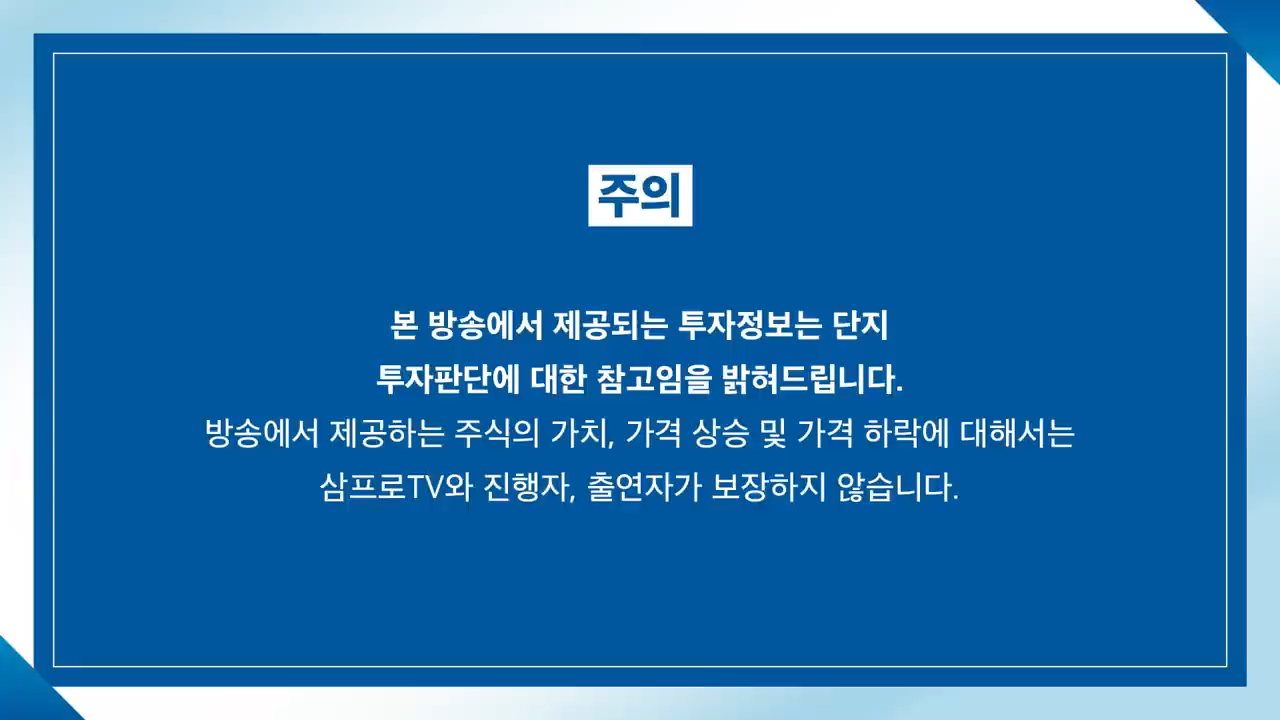 주의
본 방송에서 제공되는 투자정보는 단지
투자판단에 대한 참고임을 밝혀드립니다.
방송에서 제공하는 주식의 가치, 가격 상승 및 가격 하락에 대해서는
삼프로TV와 진행자, 출연자가 보장하지 않습니다.